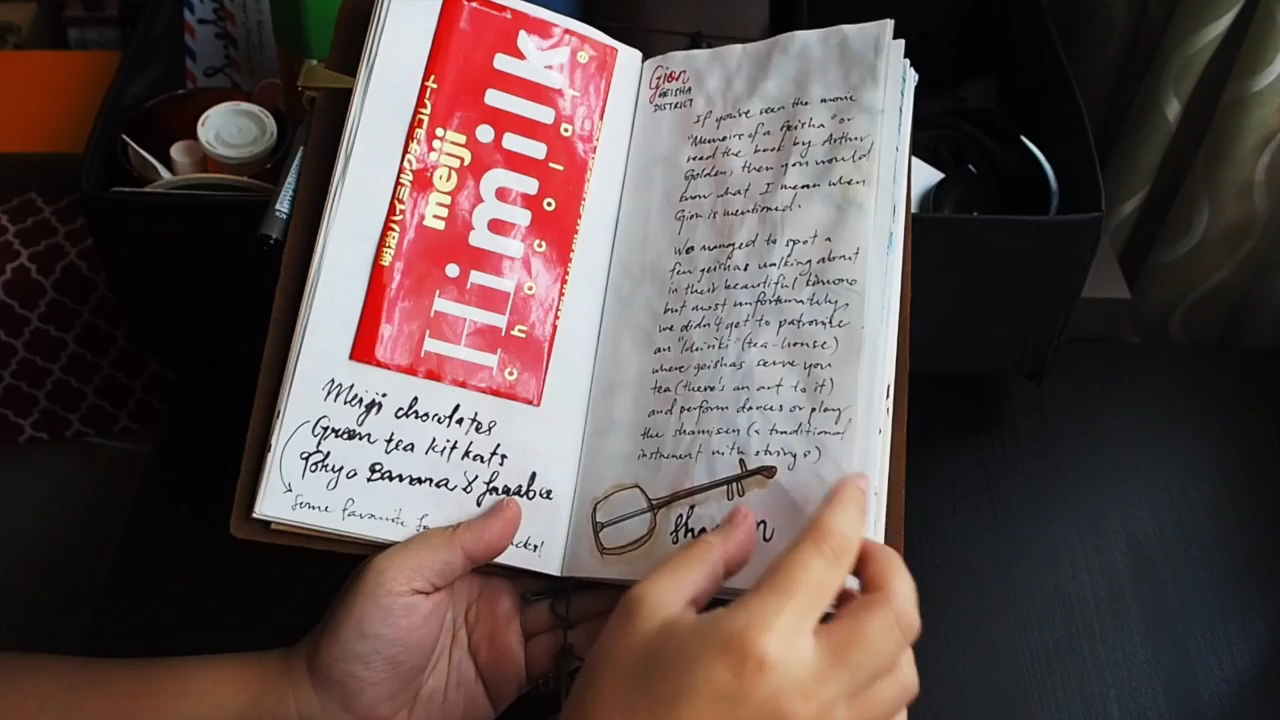 明治ハイミルクチョコレート
meiji
Himilk
chocolate
Meiji chocolates
Green tea kit kats
Tokyo Banana &
some favourite
Gion
GEISHA
DISTRICT
If you've seen the movie
"Memoirs of a Geisha" or
read the book by Arthur
Golden, then you would
know what I mean when
Gion is mentioned.
We manged to spot a
few geishas walking about
in their beautiful kimono
but most unfortunately,
we didn't get to patronize
an (tea-house)
where geishas serve you
tea (there's an art to it)
and perform dances or play
the shamisen (a traditional
instrument with strings)